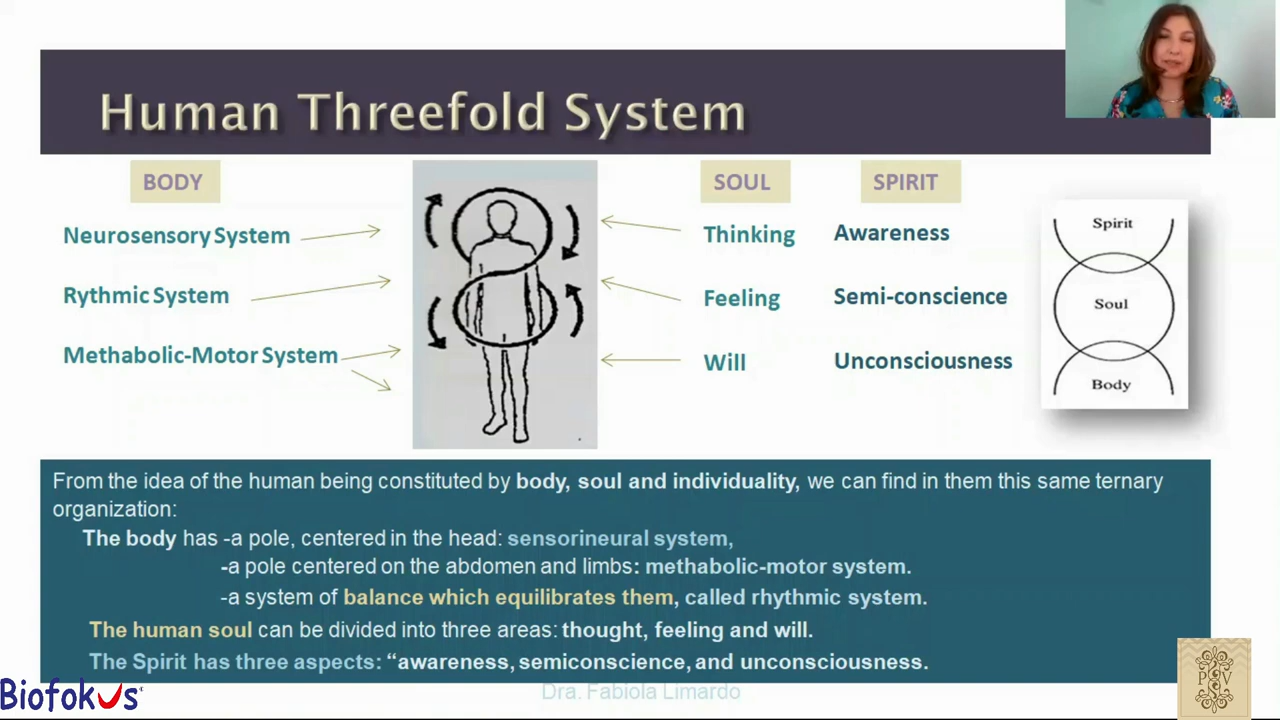 Human Threefold System
BODY
SOUL
SPIRIT
Neurosensory System
Thinking
Awareness
Rythmic System
Feeling
Semi-conscience
Methabolic-Motor System
Will
Unconsciousness
Spirit
Soul
Body
From the idea of the human being constituted by body, soul and individuality, we can find in them this same ternary
organization:
The body has -a pole, centered in the head: sensorineural system,
-a pole centered on the abdomen and limbs: methabolic-motor system.
-a system of balance which equilibrates them, called rhythmic system.
The human soul can be divided into three areas: thought, feeling and will.
The Spirit has three aspects: “awareness, semiconscience, and unconsciousness.
Dra. Fabiola Limardo
Biofokus
P V